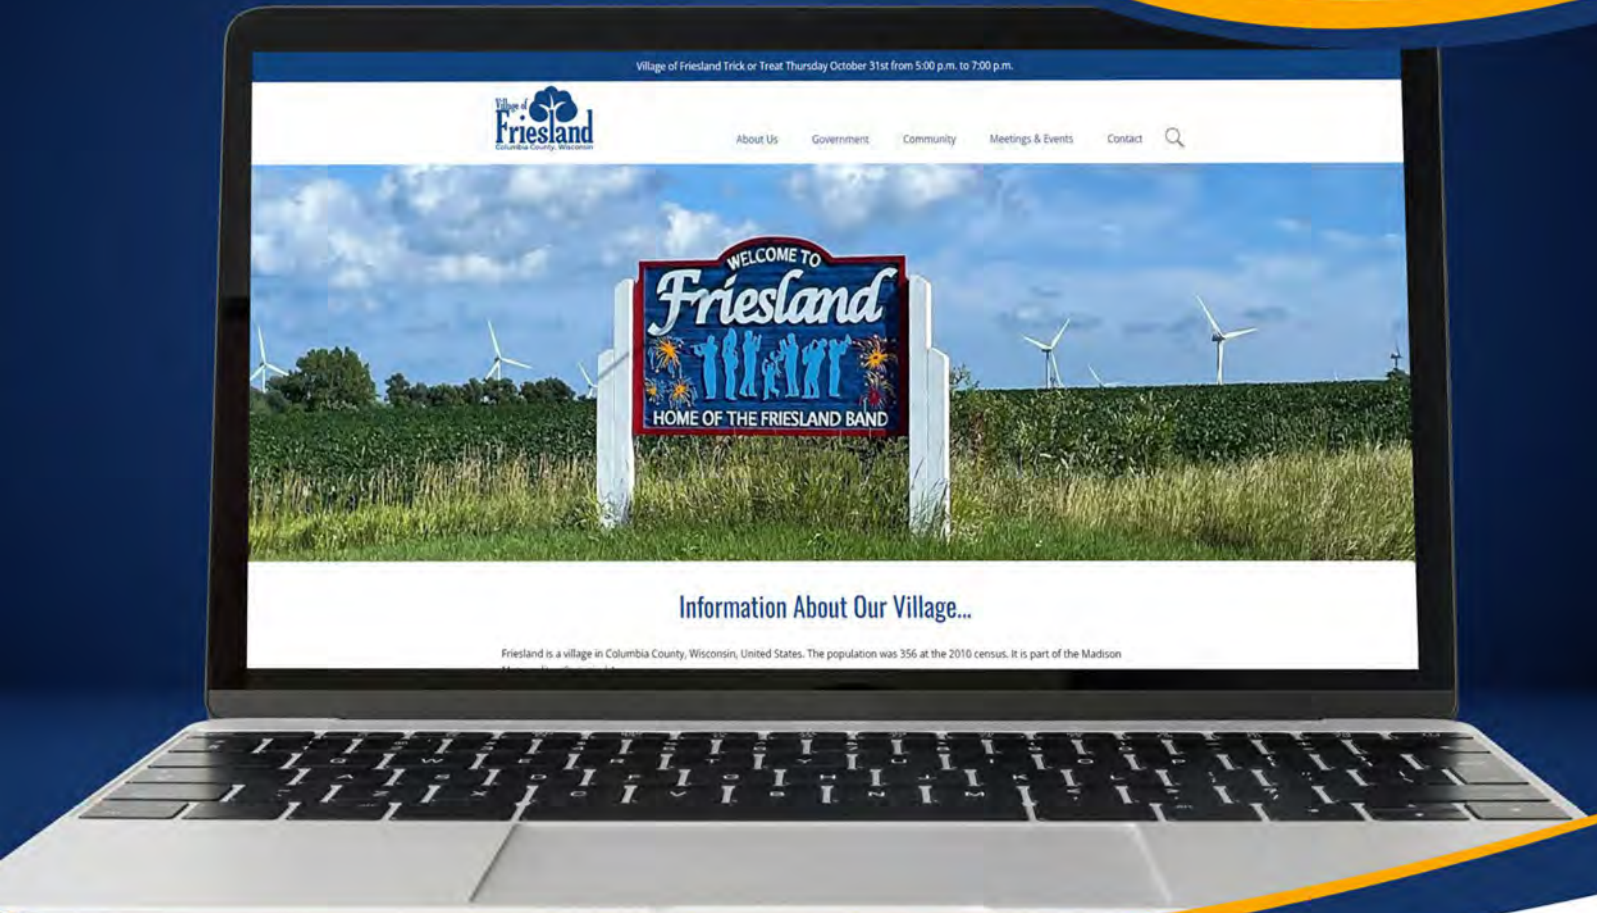 Village of Friesland Trick or Treat Thursday October 31st from 5:00 p.m. to 7:00 p.m.
Village of
Friesland
Columbia County, Wisconsin
About Us Government Community Meetings & Events Contact
WELCOME TO
Friesland
HOME OF THE FRIESLAND BAND
Information About Our Village...
Friesland is a village in Columbia County, Wisconsin, United States. The population was 356 at the 2010 census. It is part of the Madison